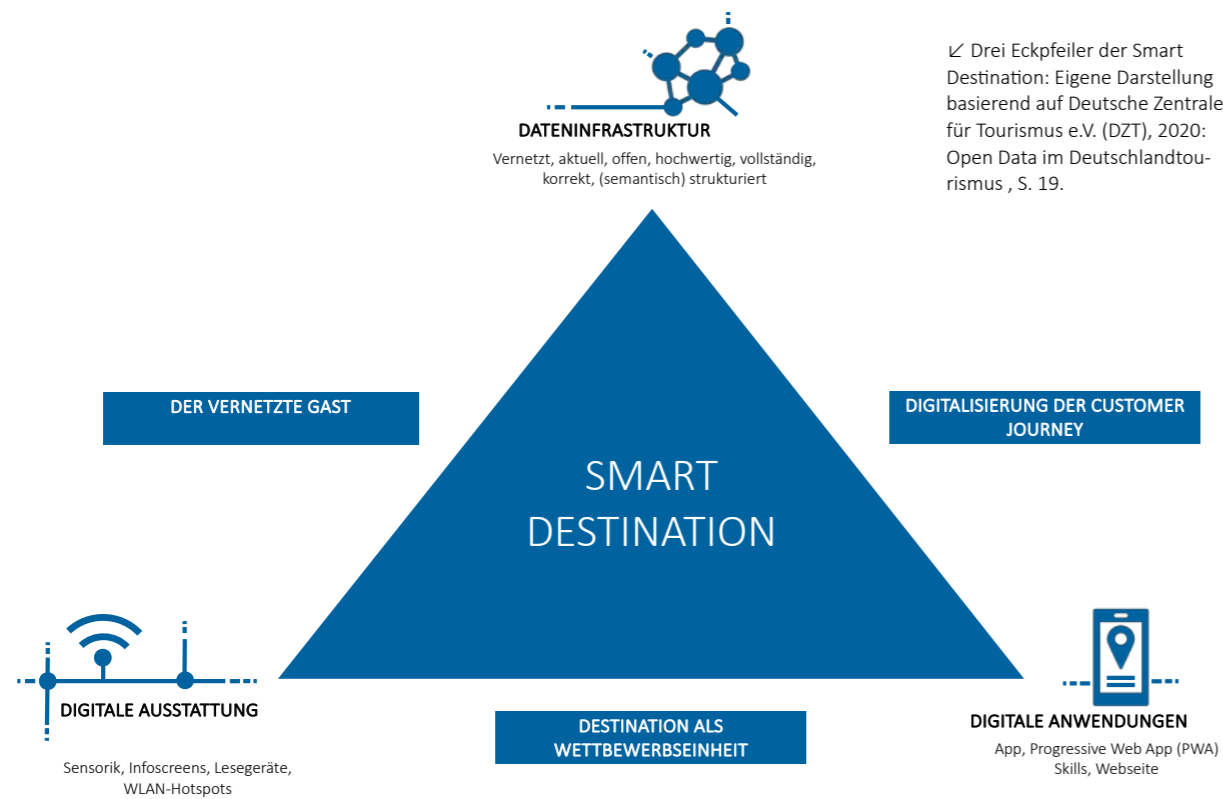 DATENINFRASTRUKTUR
Vernetzt, aktuell, offen, hochwertig, vollständig,
korrekt, (semantisch) strukturiert
↙ Drei Eckpfeiler der Smart
Destination: Eigene Darstellung
basierend auf Deutsche Zentrale
für Tourismus e.V. (DZT), 2020:
Open Data im Deutschlandtou-
rismus , S. 19.
DER VERNETZTE GAST
DIGITALISIERUNG DER CUSTOMER
JOURNEY
SMART
DESTINATION
DIGITALE AUSSTATTUNG
Sensorik, Infoscreens, Lesegeräte,
WLAN-Hotspots
DESTINATION ALS
WETTBEWERBSEINHEIT
DIGITALE ANWENDUNGEN
App, Progressive Web App (PWA)
Skills, Webseite